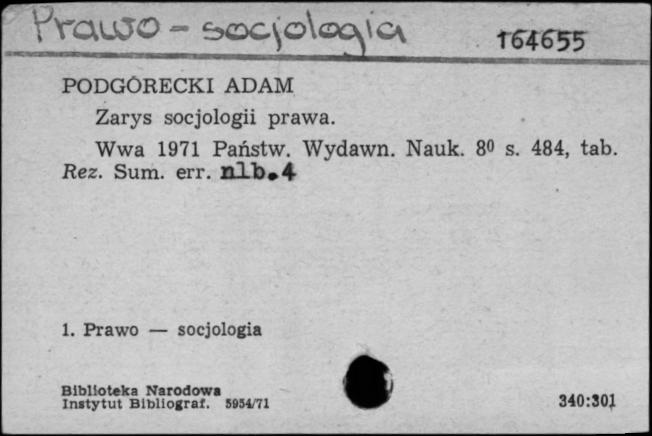 Prawo - socjologia 164655
PODGÓRECKI ADAM
Zarys socjologii prawa.
Wwa 1971 Państw. Wydawn. Nauk. 8⁰ s. 484, tab.
Rez. Sum. err. nlb.4
1. Prawo — socjologia
Biblioteka Narodowa
Instytut Bibliograf. 5954/71 340:301